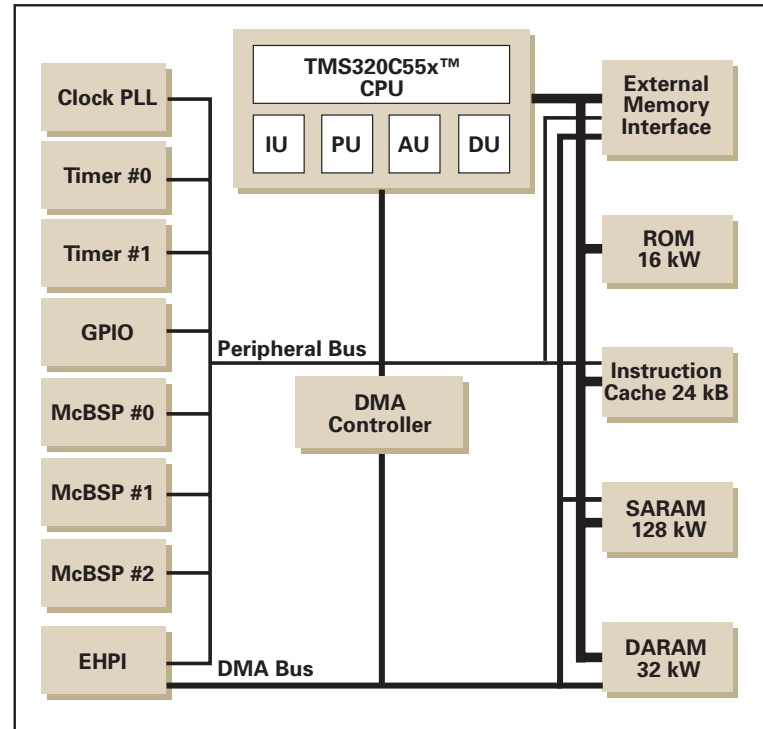 TMS320C55x™
CPU
IU
PU
AU
DU
Clock PLL
Timer #0
Timer #1
GPIO
McBSP #0
McBSP #1
McBSP #2
EHPI
Peripheral Bus
DMA
Controller
DMA Bus
External
Memory
Interface
ROM
16 kW
Instruction
Cache 24 kB
SARAM
128 kW
DARAM
32 kW